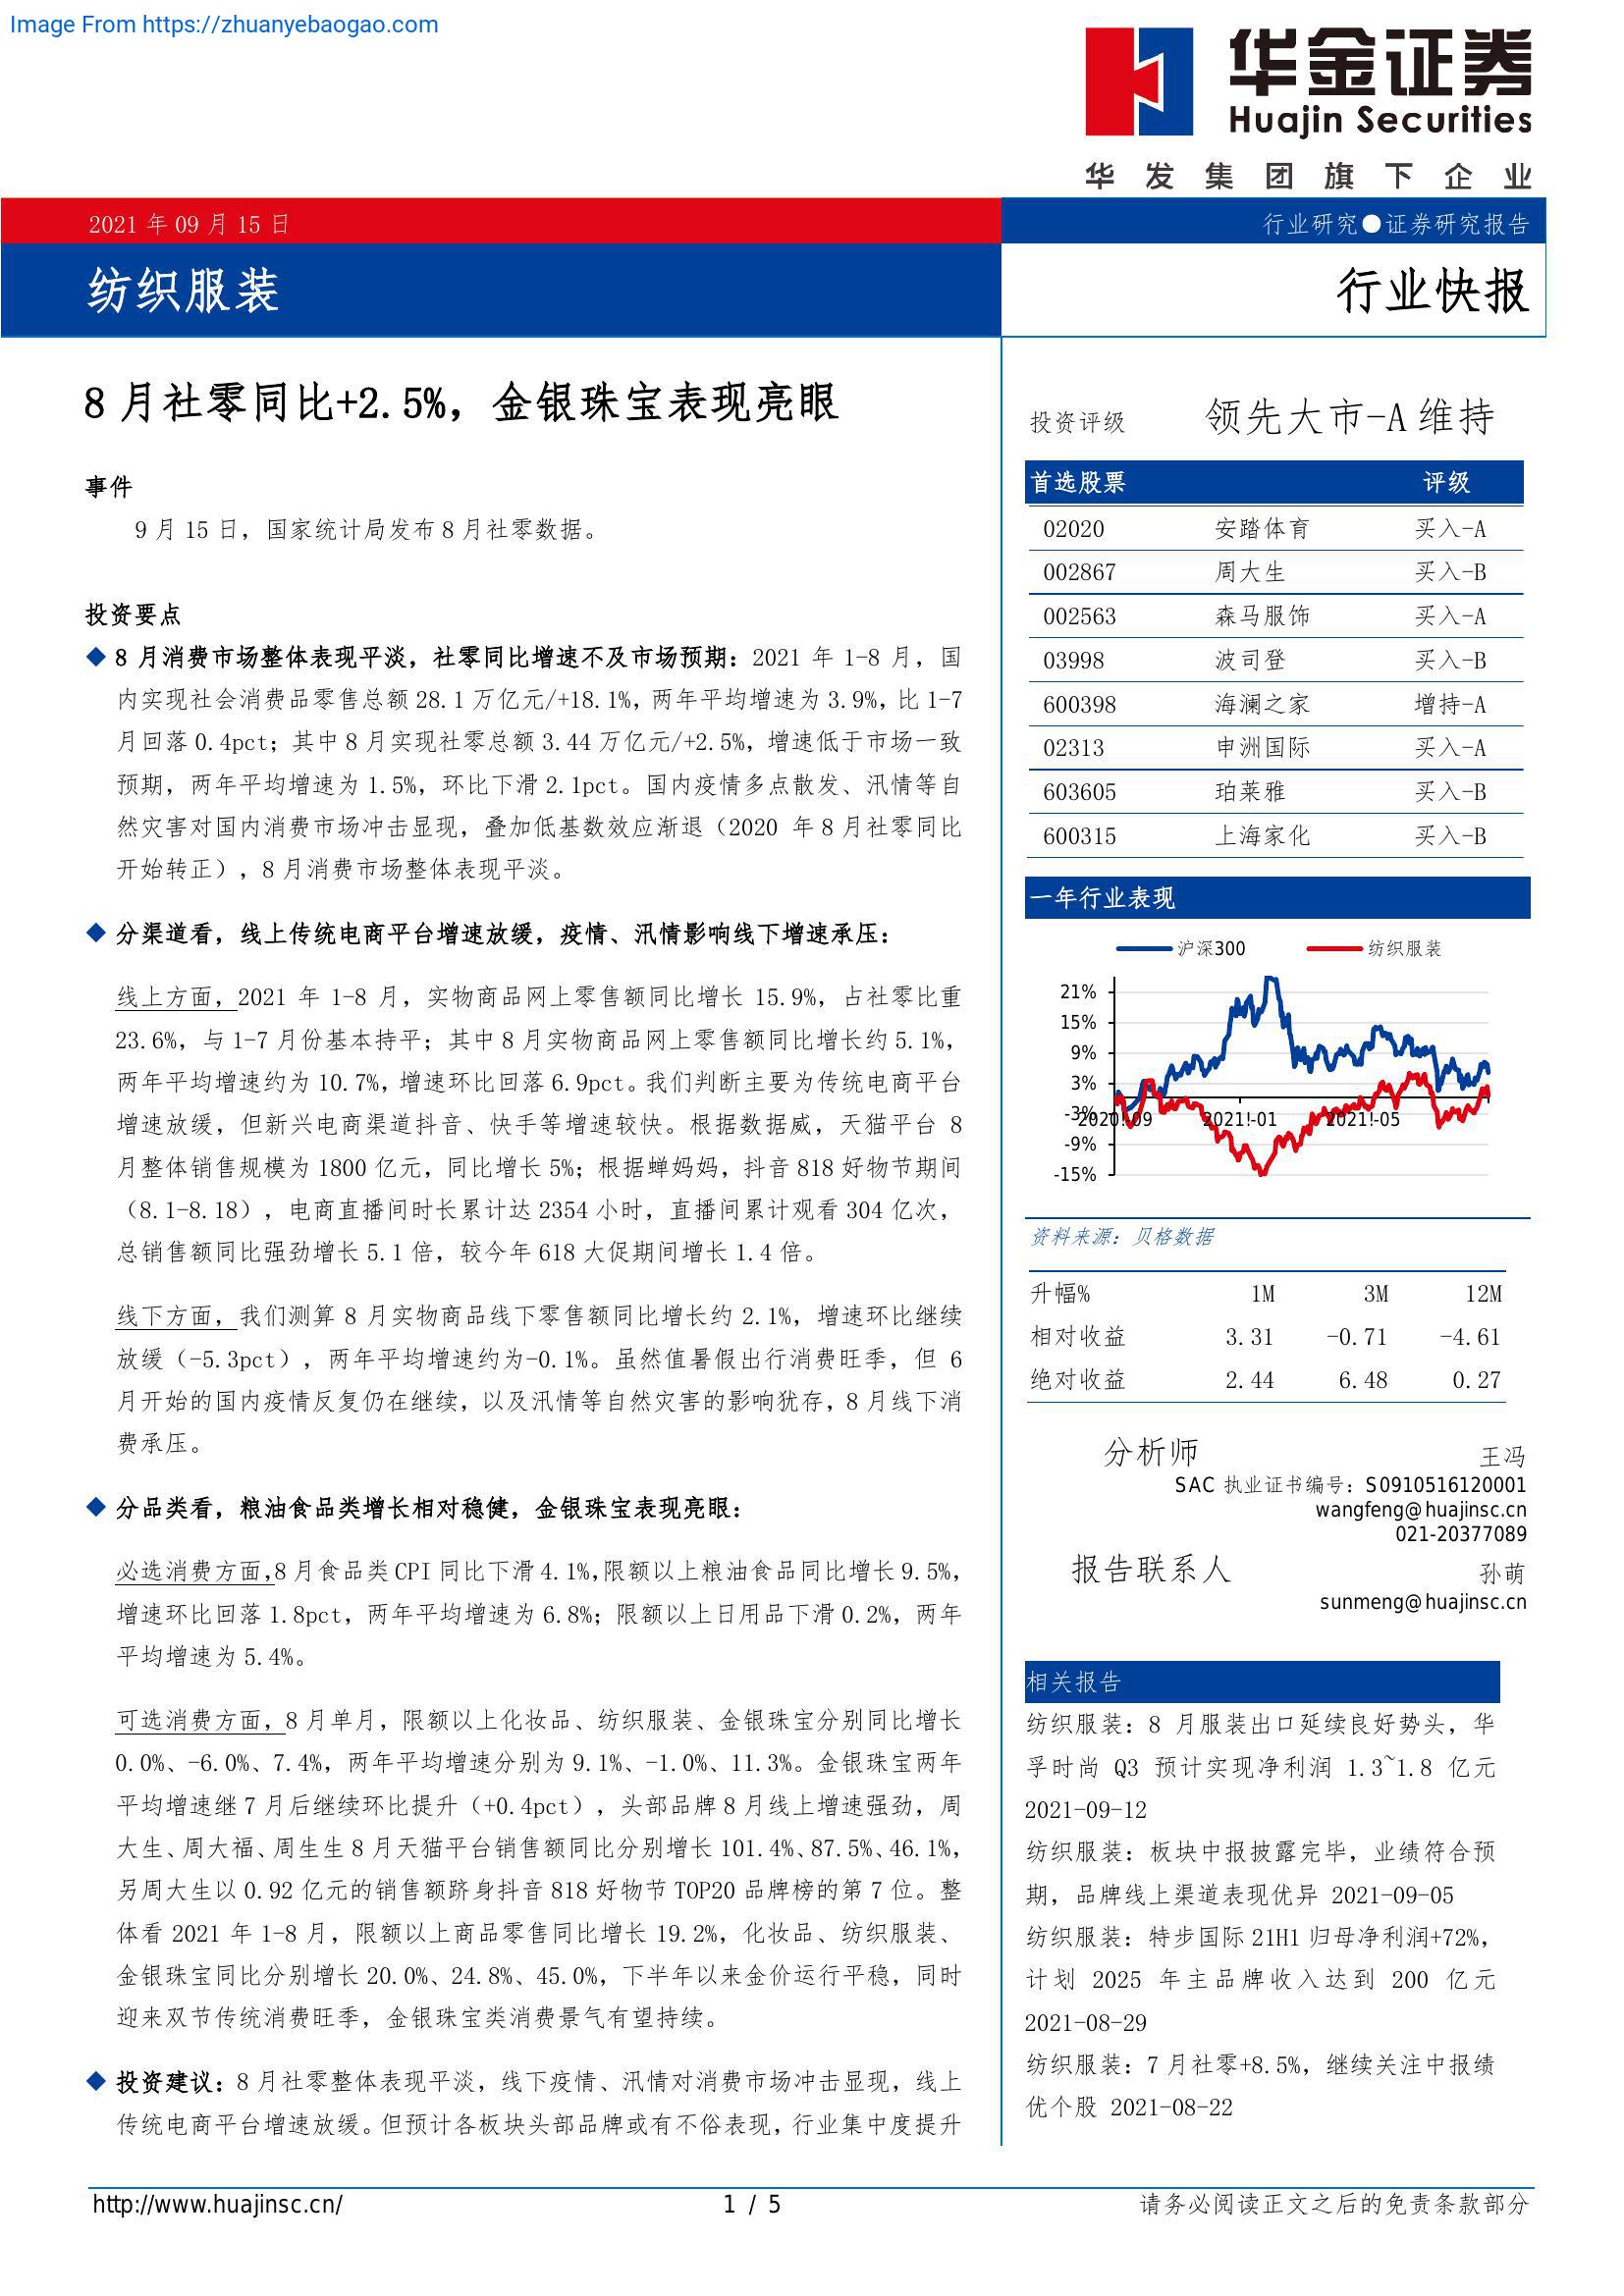 Image From https://zhuanyebaogao.com
华金证券
Huajin Securities
华发集团旗下企业
2021 年 09 月 15 日
行业研究●证券研究报告
纺织服装
行业快报
8 月社零同比+2.5%，金银珠宝表现亮眼
事件
9 月 15 日，国家统计局发布 8 月社零数据。
投资要点
◆ 8 月消费市场整体表现平淡，社零同比增速不及市场预期：2021 年 1-8 月，国
内实现社会消费品零售总额 28.1 万亿元/+18.1%，两年平均增速为 3.9%，比 1-7
月回落 0.4pct；其中 8 月实现社零总额 3.44 万亿元/+2.5%，增速低于市场一致
预期，两年平均增速为 1.5%，环比下滑 2.1pct。国内疫情多点散发、汛情等自
然灾害对国内消费市场冲击显现，叠加低基数效应渐退（2020 年 8 月社零同比
开始转正），8 月消费市场整体表现平淡。
◆ 分渠道看，线上传统电商平台增速放缓，疫情、汛情影响线下增速承压：
线上方面，2021 年 1-8 月，实物商品网上零售额同比增长 15.9%，占社零比重
23.6%，与 1-7 月份基本持平；其中 8 月实物商品网上零售额同比增长约 5.1%，
两年平均增速约为 10.7%，增速环比回落 6.9pct。我们判断主要为传统电商平台
增速放缓，但新兴电商渠道抖音、快手等增速较快。根据数据威，天猫平台 8
月整体销售规模为 1800 亿元，同比增长 5%；根据蝉妈妈，抖音 818 好物节期间
（8.1-8.18），电商直播间时长累计达 2354 小时，直播间累计观看 304 亿次，
总销售额同比强劲增长 5.1 倍，较今年 618 大促期间增长 1.4 倍。
线下方面，我们测算 8 月实物商品线下零售额同比增长约 2.1%，增速环比继续
放缓（-5.3pct），两年平均增速约为-0.1%。虽然值暑假出行消费旺季，但 6
月开始的国内疫情反复仍在继续，以及汛情等自然灾害的影响犹存，8 月线下消
费承压。
◆ 分品类看，粮油食品类增长相对稳健，金银珠宝表现亮眼：
必选消费方面，8 月食品类 CPI 同比下滑 4.1%，限额以上粮油食品同比增长 9.5%，
增速环比回落 1.8pct，两年平均增速为 6.8%；限额以上日用品下滑 0.2%，两年
平均增速为 5.4%。
可选消费方面，8 月单月，限额以上化妆品、纺织服装、金银珠宝分别同比增长
0.0%、-6.0%、7.4%，两年平均增速分别为 9.1%、-1.0%、11.3%。金银珠宝两年
平均增速继 7 月后继续环比提升（+0.4pct），头部品牌 8 月线上增速强劲，周
大生、周大福、周生生 8 月天猫平台销售额同比分别增长 101.4%、87.5%、46.1%，
另周大生以 0.92 亿元的销售额跻身抖音 818 好物节 TOP20 品牌榜的第 7 位。整
体看 2021 年 1-8 月，限额以上商品零售同比增长 19.2%，化妆品、纺织服装、
金银珠宝同比分别增长 20.0%、24.8%、45.0%，下半年以来金价运行平稳，同时
迎来双节传统消费旺季，金银珠宝类消费景气有望持续。
◆ 投资建议：8 月社零整体表现平淡，线下疫情、汛情对消费市场冲击显现，线上
传统电商平台增速放缓。但预计各板块头部品牌或有不俗表现，行业集中度提升
投资评级 领先大市-A 维持
首选股票 评级
02020 安踏体育 买入-A
002867 周大生 买入-B
002563 森马服饰 买入-A
03998 波司登 买入-B
600398 海澜之家 增持-A
02313 申洲国际 买入-A
603605 珀莱雅 买入-B
600315 上海家化 买入-B
一年行业表现
沪深300 纺织服装
21%
15%
9%
3%
-3%
-9%
-15%
2020!-09 2021!-01 2021!-05
资料来源：贝格数据
升幅% 1M 3M 12M
相对收益 3.31 -0.71 -4.61
绝对收益 2.44 6.48 0.27
分析师 王冯
SAC 执业证书编号：S0910516120001
wangfeng@huajinsc.cn
021-20377089
报告联系人 孙萌
sunmeng@huajinsc.cn
相关报告
纺织服装：8 月服装出口延续良好势头，华
孚时尚 Q3 预计实现净利润 1.3~1.8 亿元
2021-09-12
纺织服装：板块中报披露完毕，业绩符合预
期，品牌线上渠道表现优异 2021-09-05
纺织服装：特步国际 21H1 归母净利润+72%，
计划 2025 年主品牌收入达到 200 亿元
2021-08-29
纺织服装：7 月社零+8.5%，继续关注中报绩
优个股 2021-08-22
http://www.huajinsc.cn/
1 / 5
请务必阅读正文之后的免责条款部分